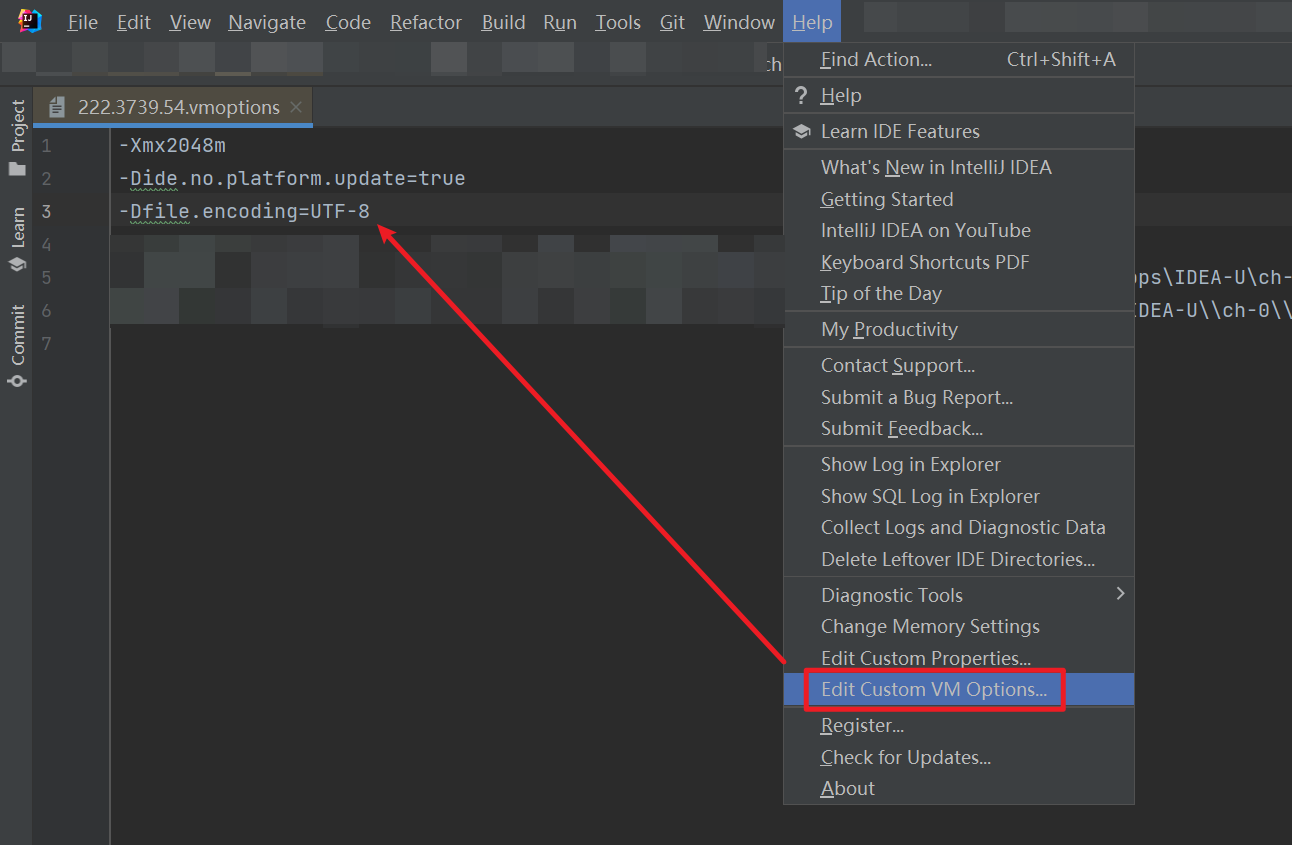 File Edit View Navigate Code Refactor Build Run Tools Git Window Help
ch
222.3739.54.vmoptions
Project
Learn
Commit
1 -Xmx2048m
2 -Dide.no.platform.update=true
3 -Dfile.encoding=UTF-8
4
5 ops\IDEA-U\ch-
6 IDEA-U\\ch-0\\
7
Find Action... Ctrl+Shift+A
? Help
Learn IDE Features
What's New in IntelliJ IDEA
Getting Started
IntelliJ IDEA on YouTube
Keyboard Shortcuts PDF
Tip of the Day
My Productivity
Contact Support...
Submit a Bug Report...
Submit Feedback...
Show Log in Explorer
Show SQL Log in Explorer
Collect Logs and Diagnostic Data
Delete Leftover IDE Directories...
Diagnostic Tools
Change Memory Settings
Edit Custom Properties...
Edit Custom VM Options...
Register...
Check for Updates...
About